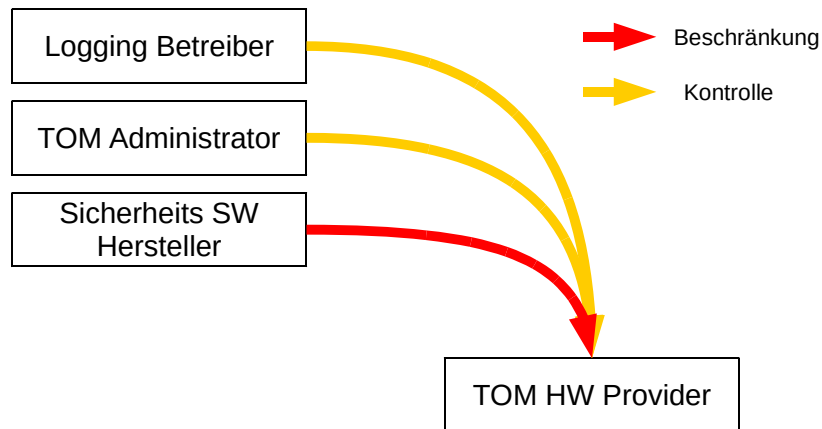 Logging Betreiber
Beschränkung
Kontrolle
TOM Administrator
Sicherheits SW
Hersteller
TOM HW Provider